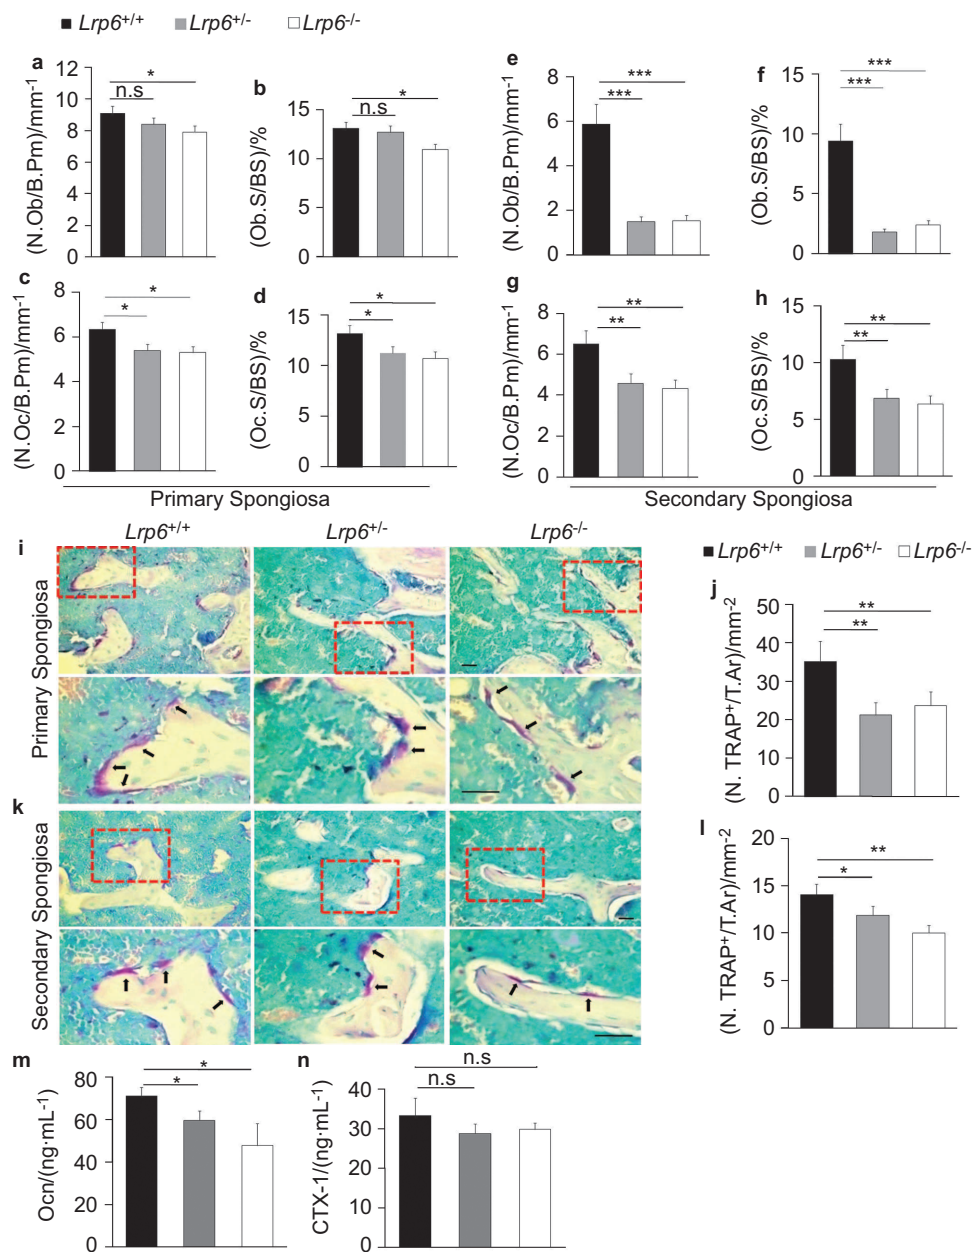 Lrp6+/+ Lrp6+/- Lrp6-/-
a
(N.Ob/B.Pm)/mm-1
12
10
8
6
4
2
0
*
n.s
b
(Ob.S/BS)/%
20
15
10
5
0
*
n.s
e
(N.Ob/B.Pm)/mm-1
8
6
4
2
0
***
***
f
(Ob.S/BS)/%
15
10
5
0
***
***
c
(N.Oc/B.Pm)/mm-1
8
6
5
2
0
*
*
d
(Oc.S/BS)/%
15
10
5
0
*
*
g
(N.Oc/B.Pm)/mm-1
8
6
4
2
0
**
**
h
(Oc.S/BS)/%
15
10
5
0
**
**
Primary Spongiosa
Secondary Spongiosa
i
Lrp6+/+ Lrp6+/- Lrp6-/-
Primary Spongiosa
k
Secondary Spongiosa
Lrp6+/+ Lrp6+/- Lrp6-/-
j
(N. TRAP+/T.Ar)/mm-2
50
40
30
20
10
0
**
**
l
(N. TRAP+/T.Ar)/mm-2
20
15
10
5
0
**
*
m
Ocn/(ng·mL-1)
80
60
40
20
0
*
*
n
CTX-1/(ng·mL-1)
40
30
20
10
0
n.s
n.s